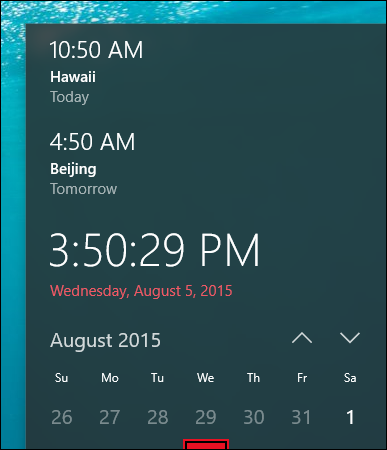 10:50 AM
Hawaii
Today
4:50 AM
Beijing
Tomorrow
3:50:29 PM
Wednesday, August 5, 2015
August 2015
Su Mo Tu We Th Fr Sa
26 27 28 29 30 31 1